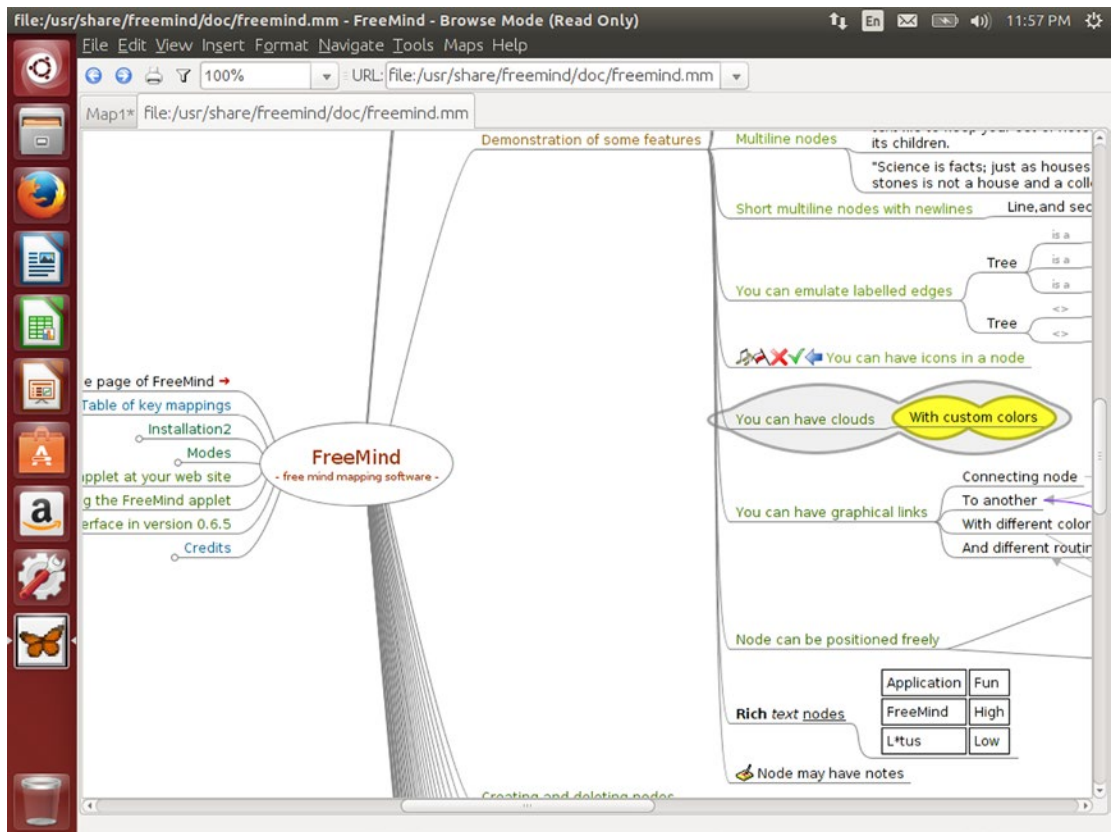 file:/usr/share/freemind/doc/freemind.mm - FreeMind - Browse Mode (Read Only)
En
11:57 PM
File Edit View Insert Format Navigate Tools Maps Help
100%
URL: file:/usr/share/freemind/doc/freemind.mm
Map1* file:/usr/share/freemind/doc/freemind.mm
Demonstration of some features
Multiline nodes
its children.
"Science is facts; just as houses
stones is not a house and a coll
Short multiline nodes with newlines
Line,and sec
You can emulate labelled edges
Tree
is a
is a
is a
Tree
<>
<>
You can have icons in a node
You can have clouds
With custom colors
You can have graphical links
Connecting node
To another
With different color
And different routin
Node can be positioned freely
Rich text nodes
Application Fun
FreeMind High
L*tus Low
Node may have notes
e page of FreeMind
Table of key mappings
Installation2
Modes
applet at your web site
g the FreeMind applet
erface in version 0.6.5
Credits
FreeMind
- free mind mapping software -
Creating and deleting nodes
a